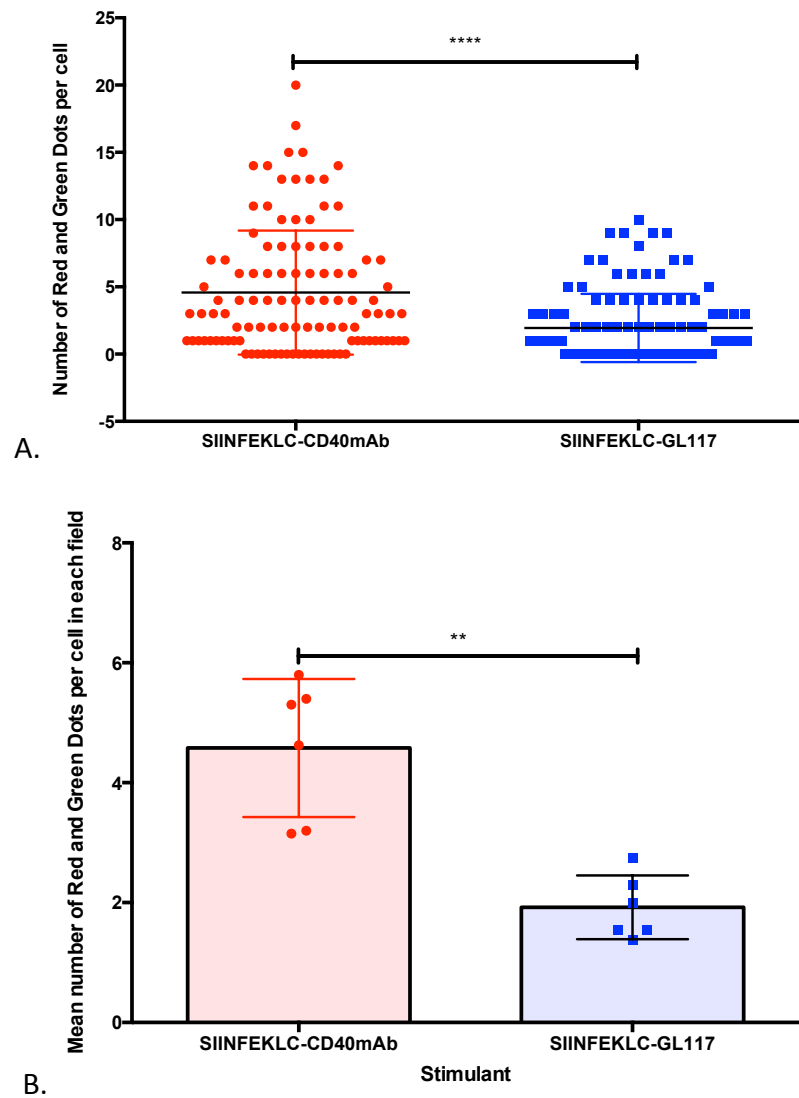 Number of Red and Green Dots per cell
25
20
15
10
5
0
-5
****
SIINFEKLC-CD40mAb
SIINFEKLC-GL117
A.
Mean number of Red and Green Dots per cell in each field
8
6
4
2
0
**
SIINFEKLC-CD40mAb
SIINFEKLC-GL117
Stimulant
B.